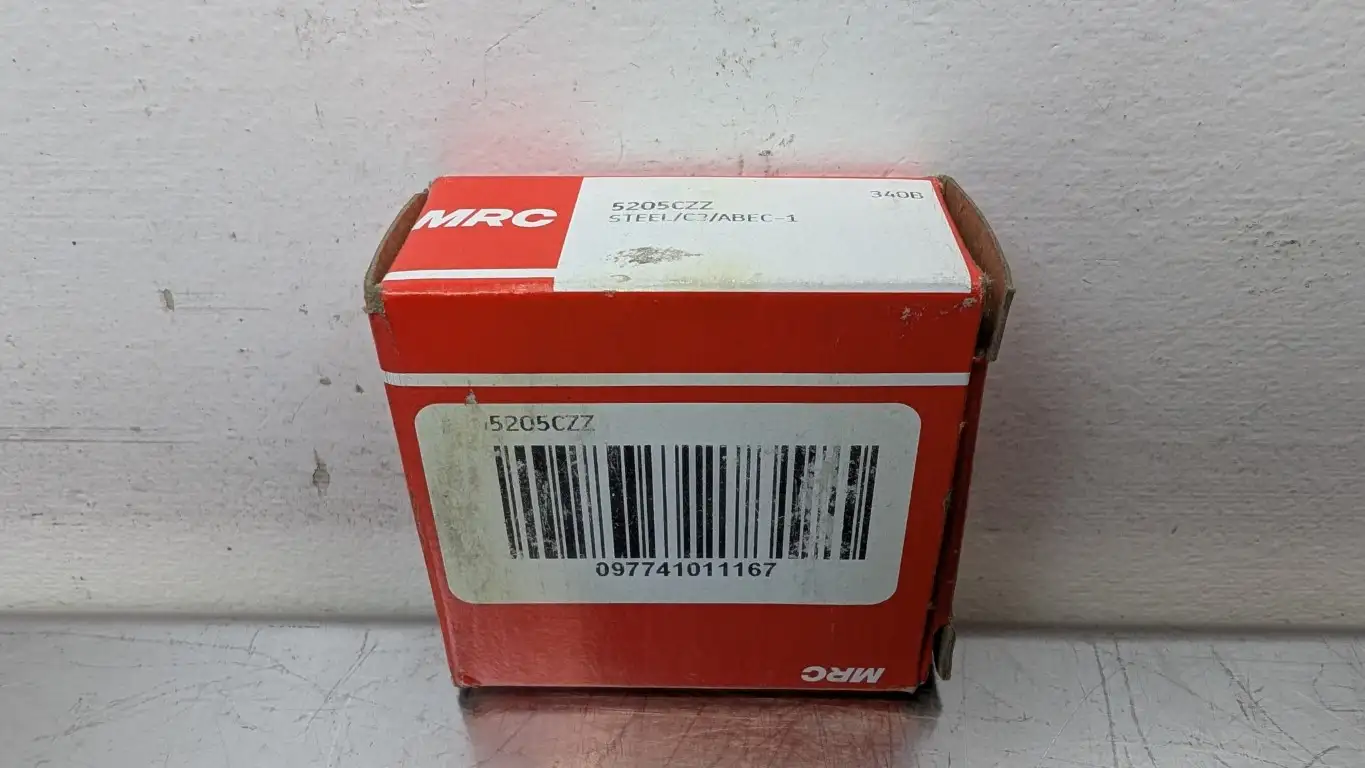 MRC
5205CZZ
STEEL/C3/ABEC-1
340B
5205CZZ
097741011167
MRC